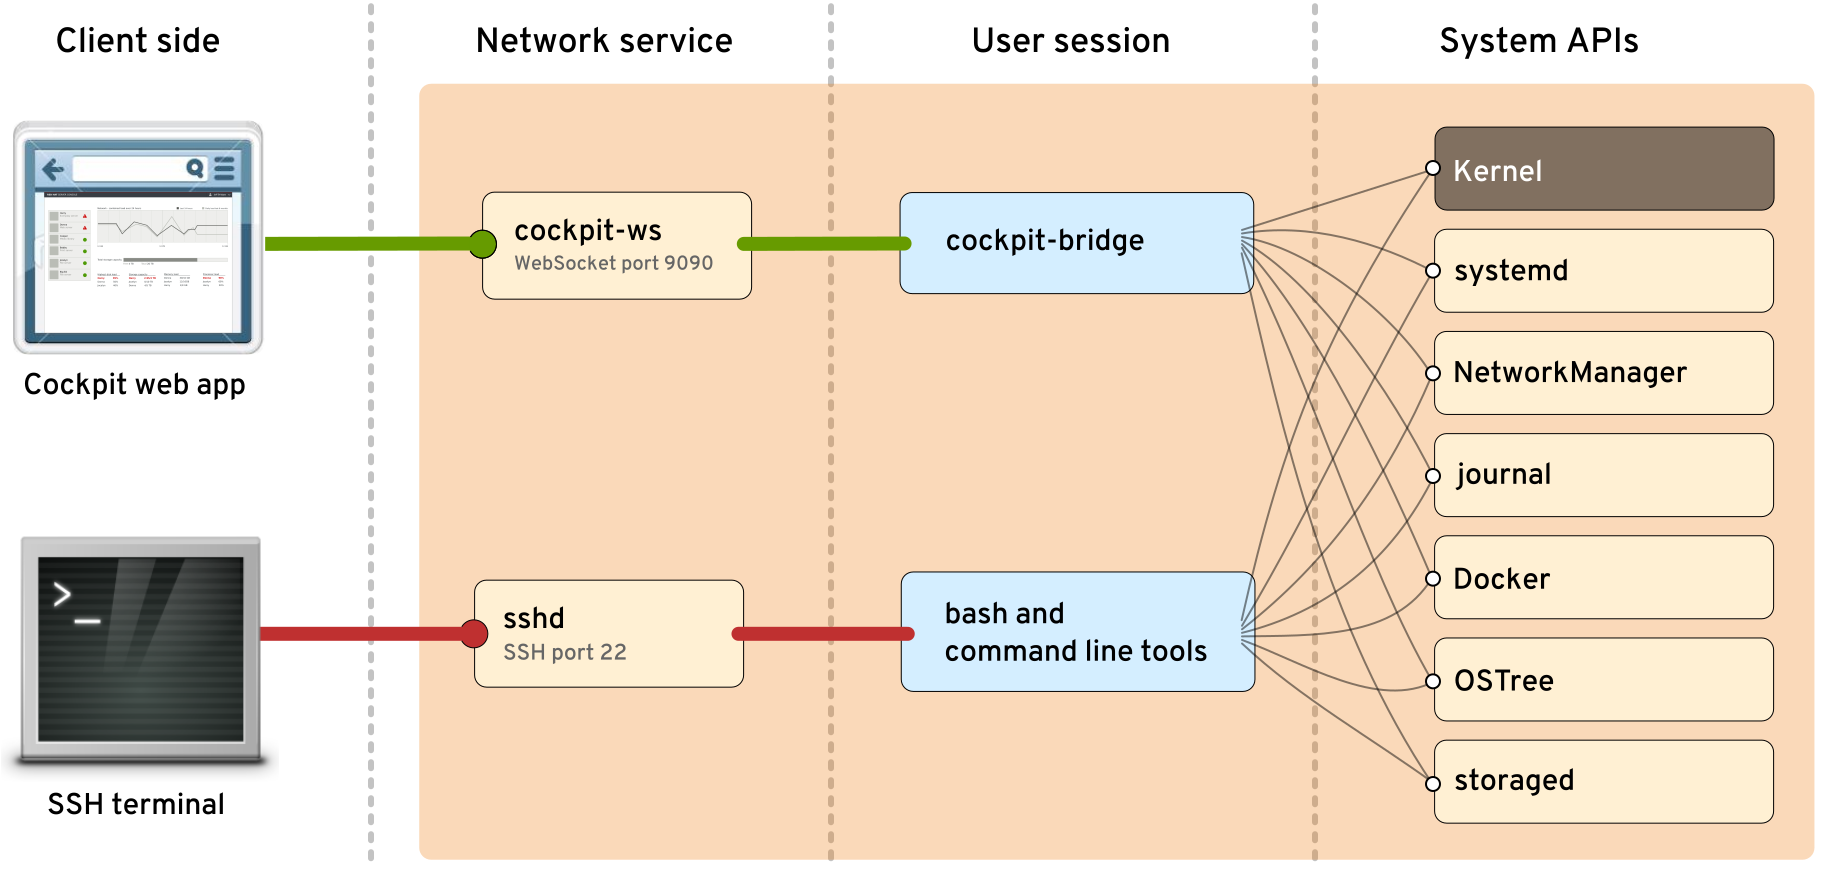 Client side
Network service
User session
System APIs
Cockpit web app
cockpit-ws
WebSocket port 9090
cockpit-bridge
SSH terminal
>_
sshd
SSH port 22
bash and
command line tools
Kernel
systemd
NetworkManager
journal
Docker
OSTree
storaged